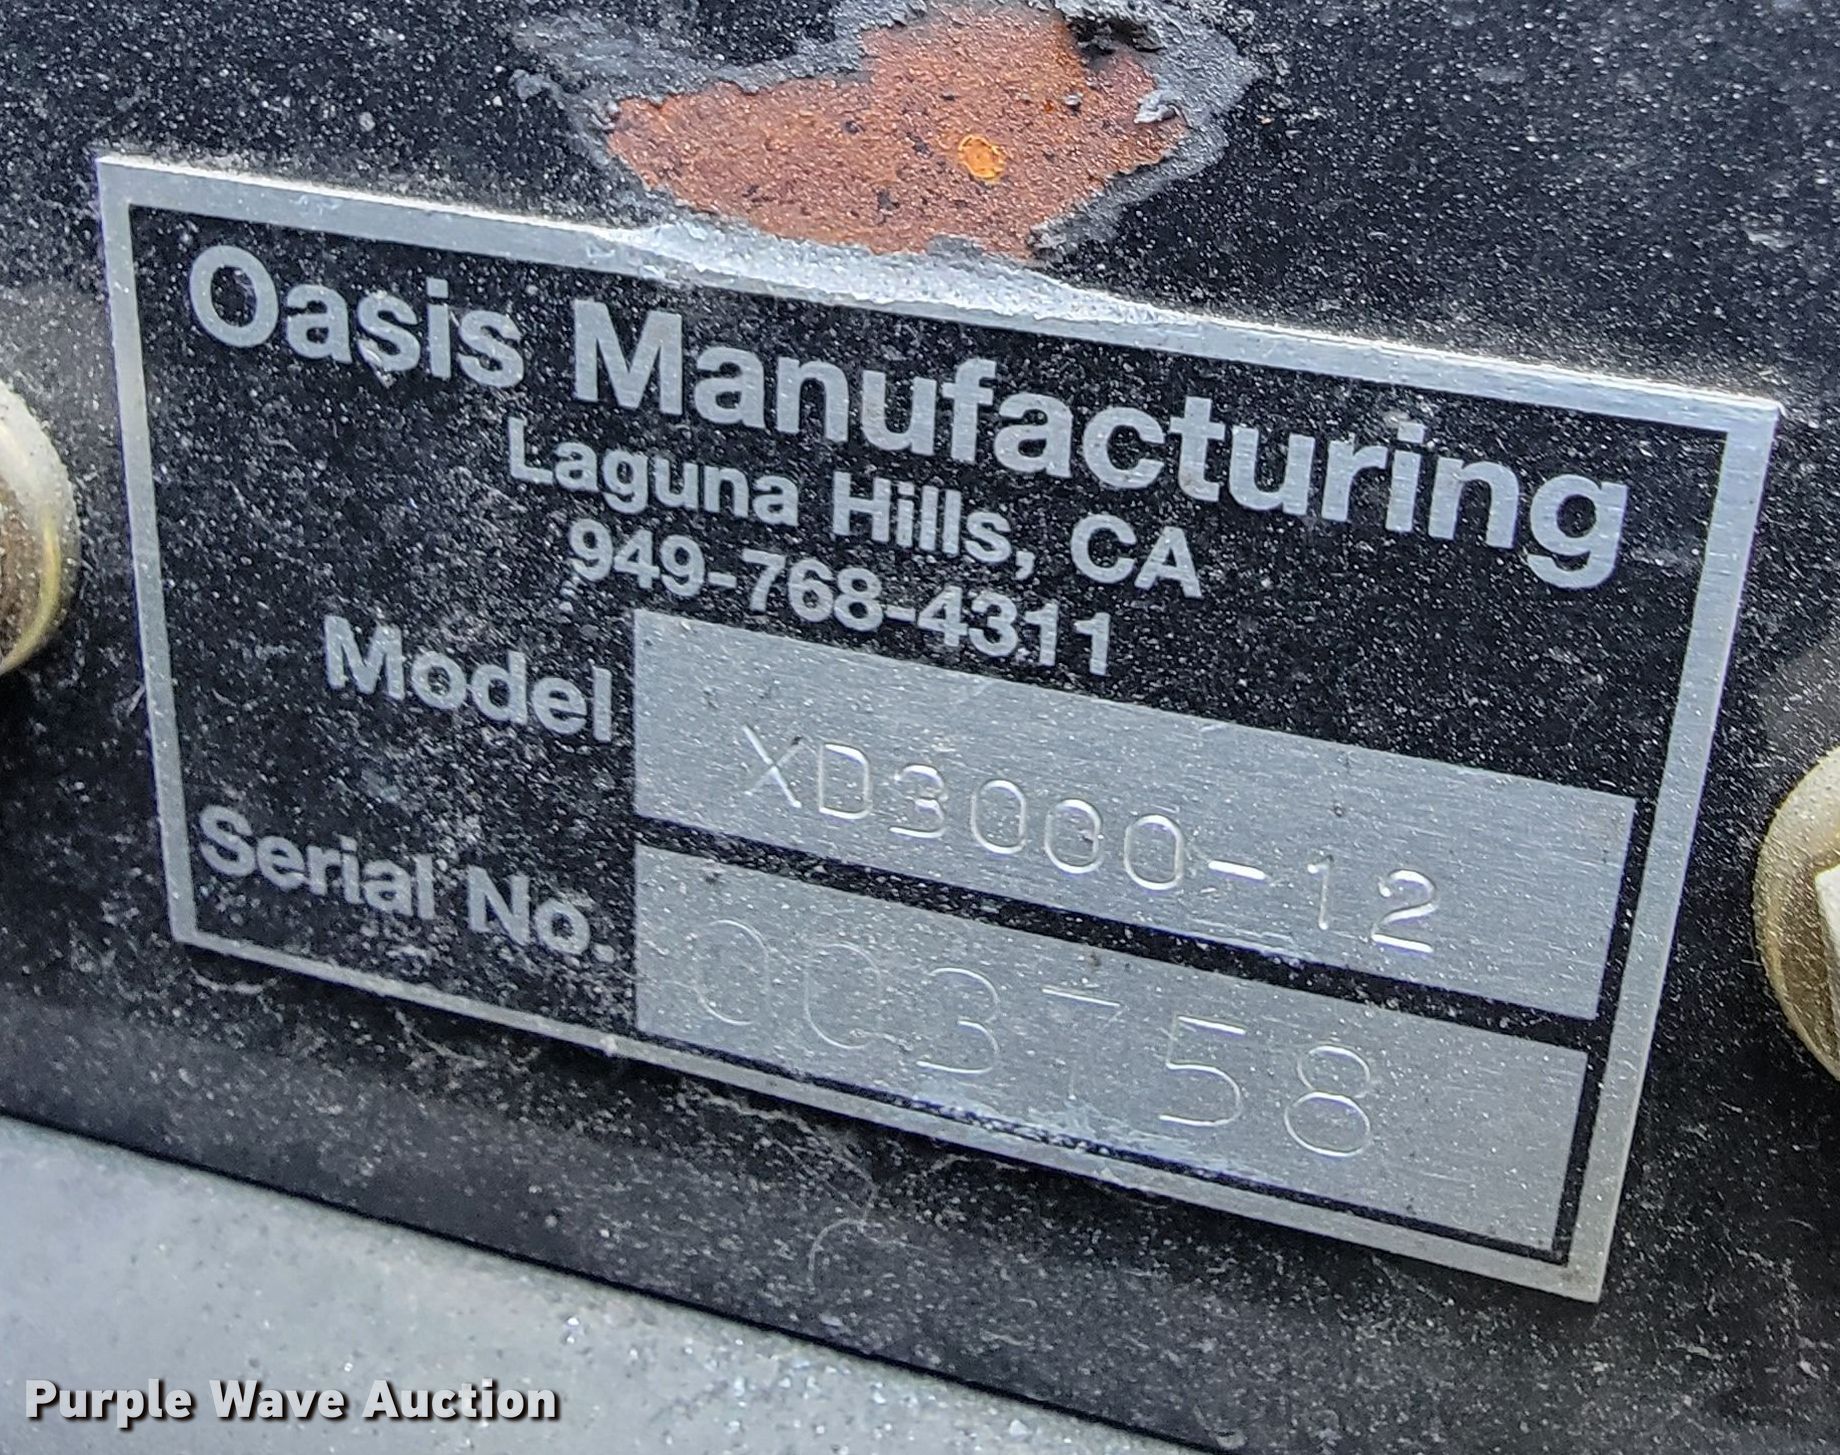 Oasis Manufacturing
Laguna Hills, CA
949-768-4311
Model XD3000-12
Serial No. 003758
Purple Wave Auction